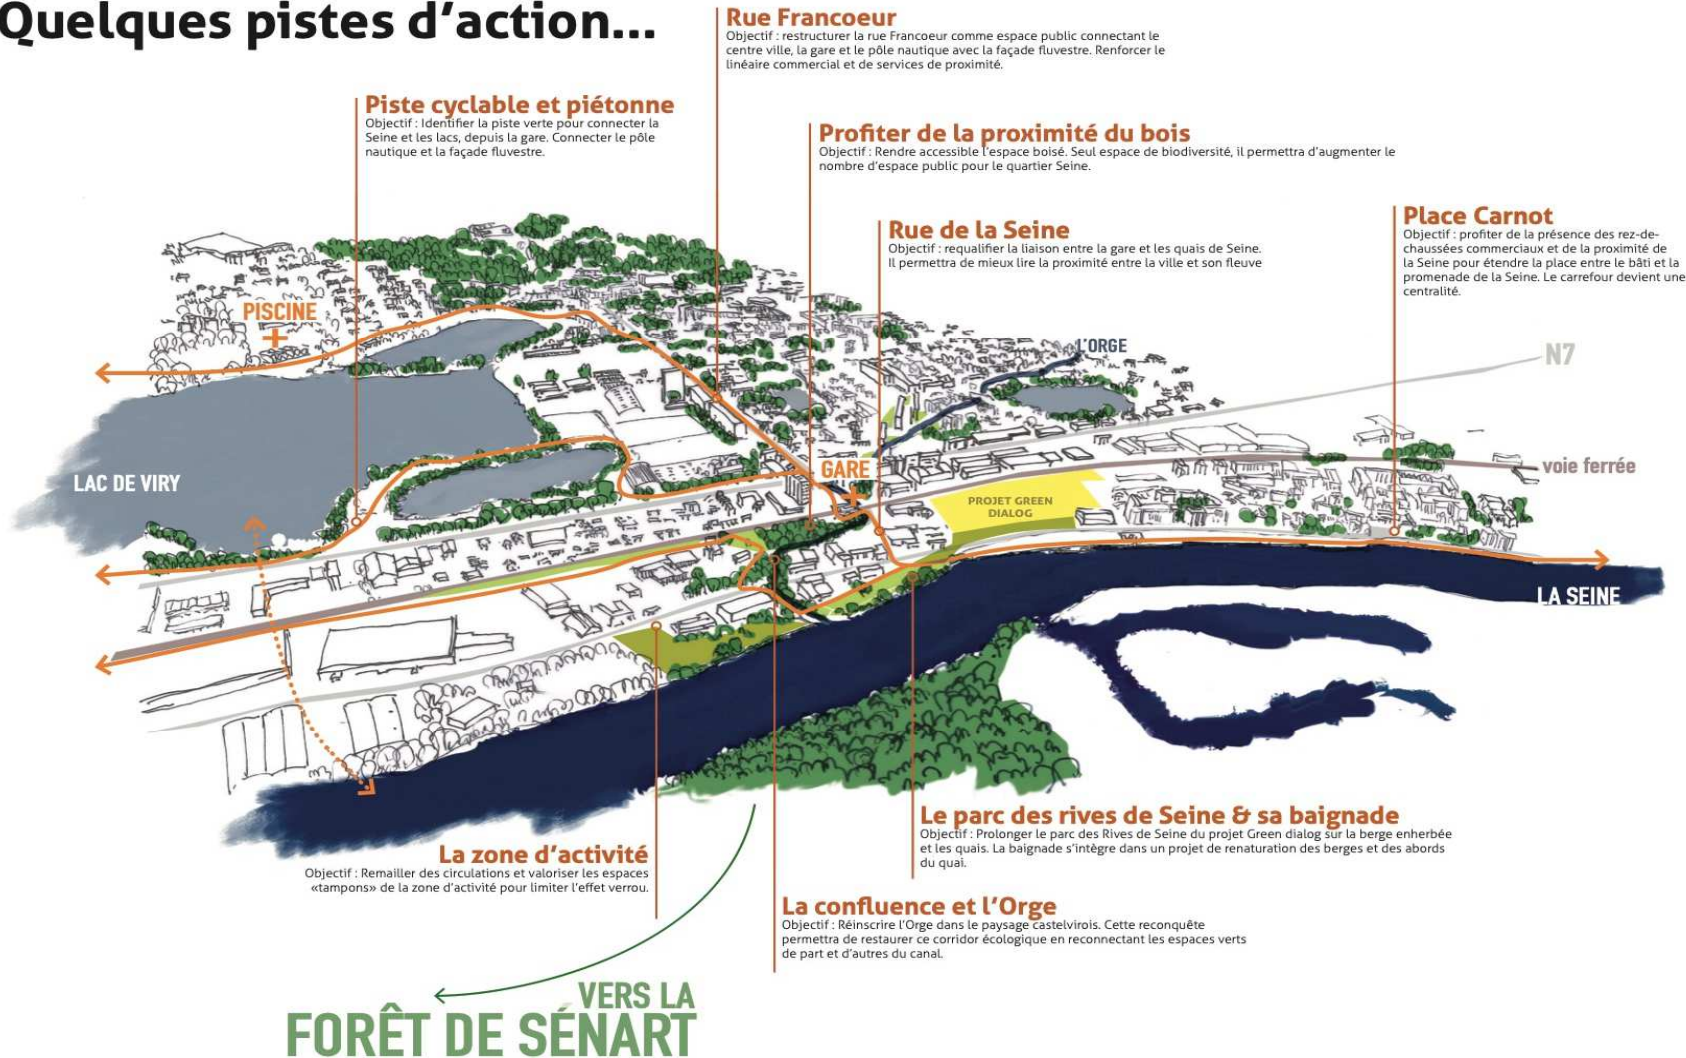 Quelques pistes d’action...
Rue Francoeur
Objectif : restructurer la rue Francoeur comme espace public connectant le
centre ville, la gare et le pôle nautique avec la façade fluvestre. Renforcer le
linéaire commercial et de services de proximité.
Piste cyclable et piétonne
Objectif : Identifier la piste verte pour connecter la
Seine et les lacs, depuis la gare. Connecter le pôle
nautique et la façade fluvestre.
Profiter de la proximité du bois
Objectif : Rendre accessible l’espace boisé. Seul espace de biodiversité, il permettra d’augmenter le
nombre d’espace public pour le quartier Seine.
Rue de la Seine
Objectif : requalifier la liaison entre la gare et les quais de Seine.
Il permettra de mieux lire la proximité entre la ville et son fleuve
Place Carnot
Objectif : profiter de la présence des rez-de-
chaussées commerciaux et de la proximité de
la Seine pour étendre la place entre le bâti et la
promenade de la Seine. Le carrefour devient une
centralité.
PISCINE
L’ORGE
N7
GARE
voie ferrée
LAC DE VIRY
PROJET GREEN
DIALOG
LA SEINE
Le parc des rives de Seine & sa baignade
Objectif : Prolonger le parc des Rives de Seine du projet Green dialog sur la berge enherbée
et les quais. La baignade s’intègre dans un projet de renaturation des berges et des abords
du quai.
La zone d’activité
Objectif : Remailler des circulations et valoriser les espaces
«tampons» de la zone d’activité pour limiter l’effet verrou.
La confluence et l’Orge
Objectif : Réinscrire l’Orge dans le paysage castelvirois. Cette reconquête
permettra de restaurer ce corridor écologique en reconnectant les espaces verts
de part et d’autres du canal.
VERS LA
FORÊT DE SÉNART